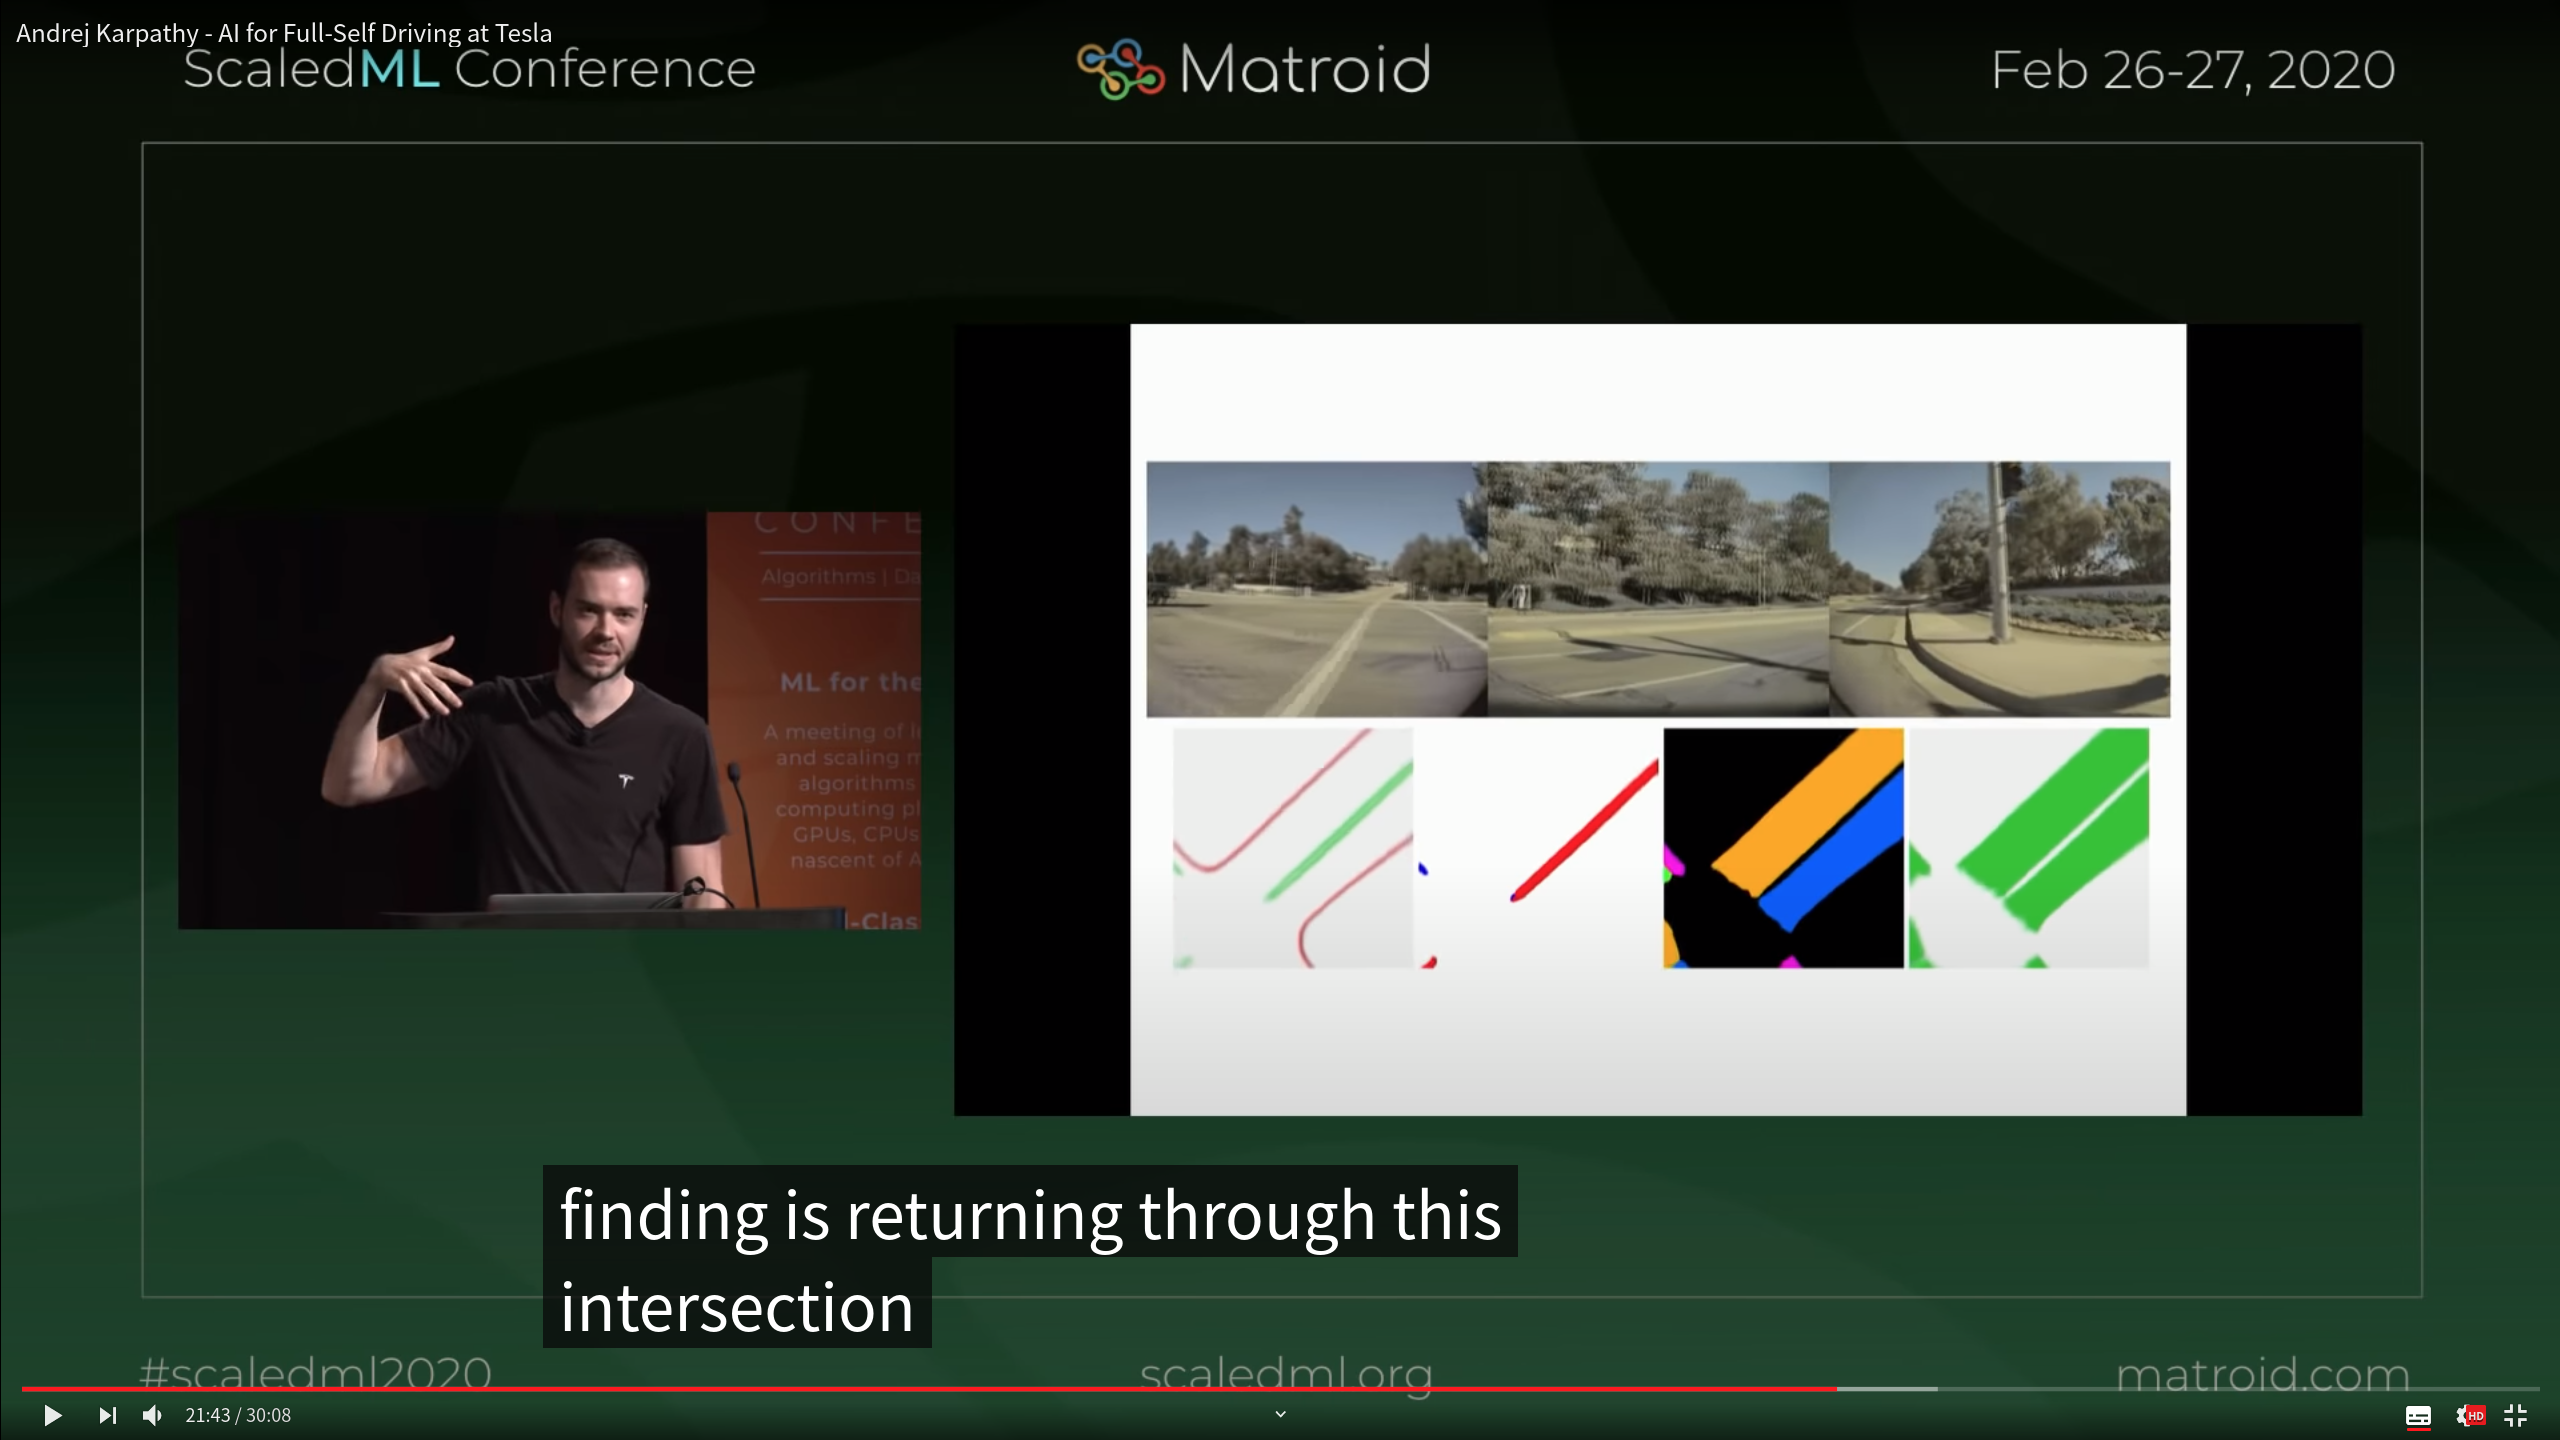 Andrej Karpathy - AI for Full-Self Driving at Tesla
ScaledML Conference
Matroid
Feb 26-27, 2020
CONFE
Algorithms | Da
ML for the
A meeting of
and scaling
algorithms
computing
GPUs, CPUs
nascent of
-Clas
finding is returning through this
intersection
#scaledml2020
scaledml.org
matroid.com
21:43 / 30:08
HD